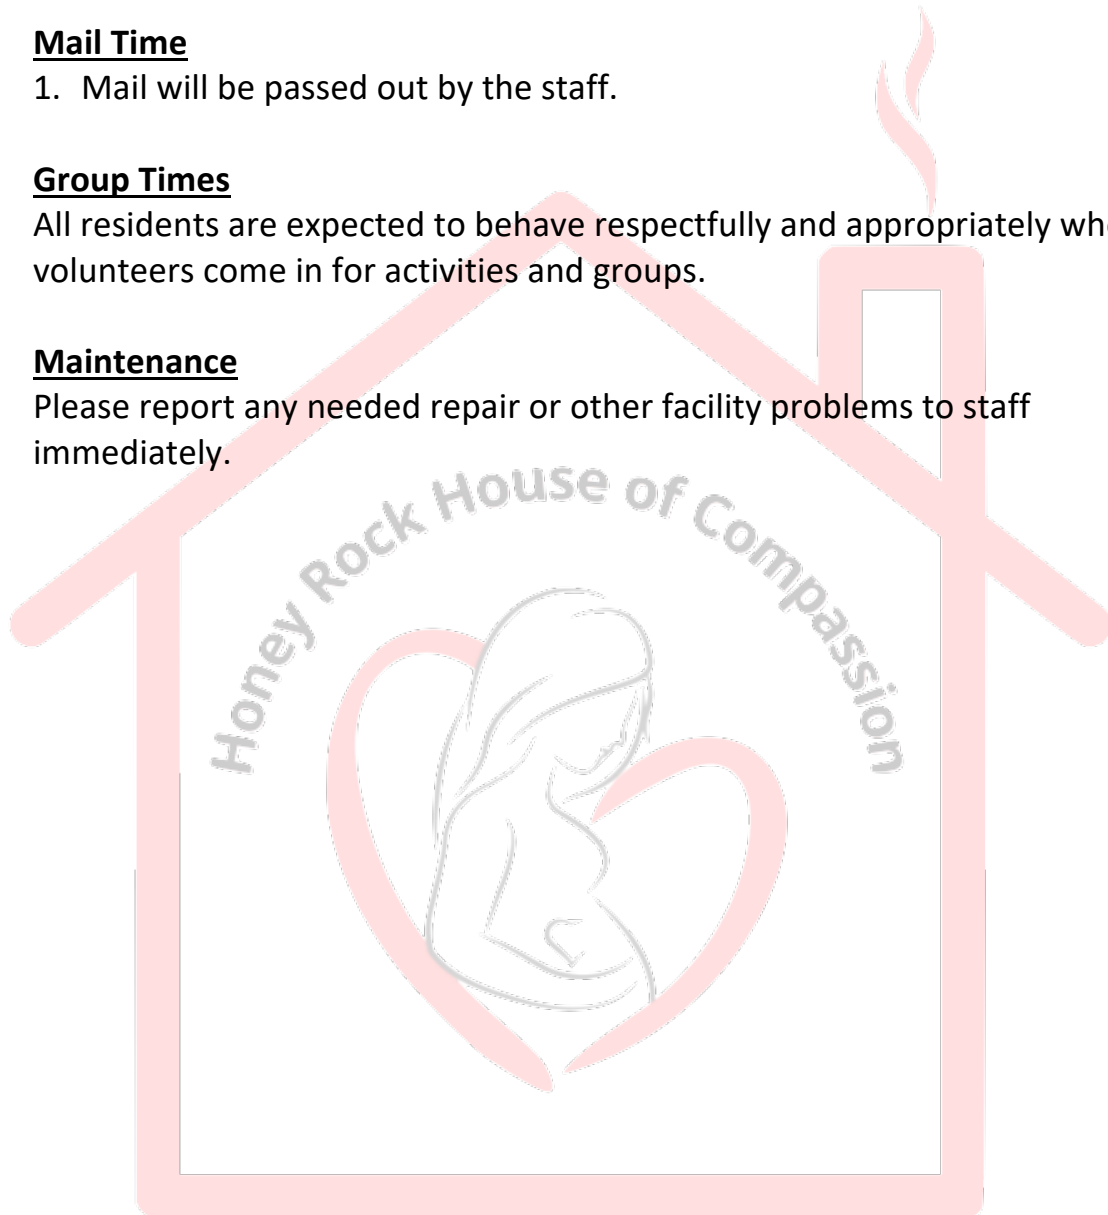 Mail Time
1. Mail will be passed out by the staff.
Group Times
All residents are expected to behave respectfully and appropriately
volunteers come in for activities and groups.
Maintenance
Please report any needed repair or other facility problems to staff
immediately.
Honey Rock House of Compassion